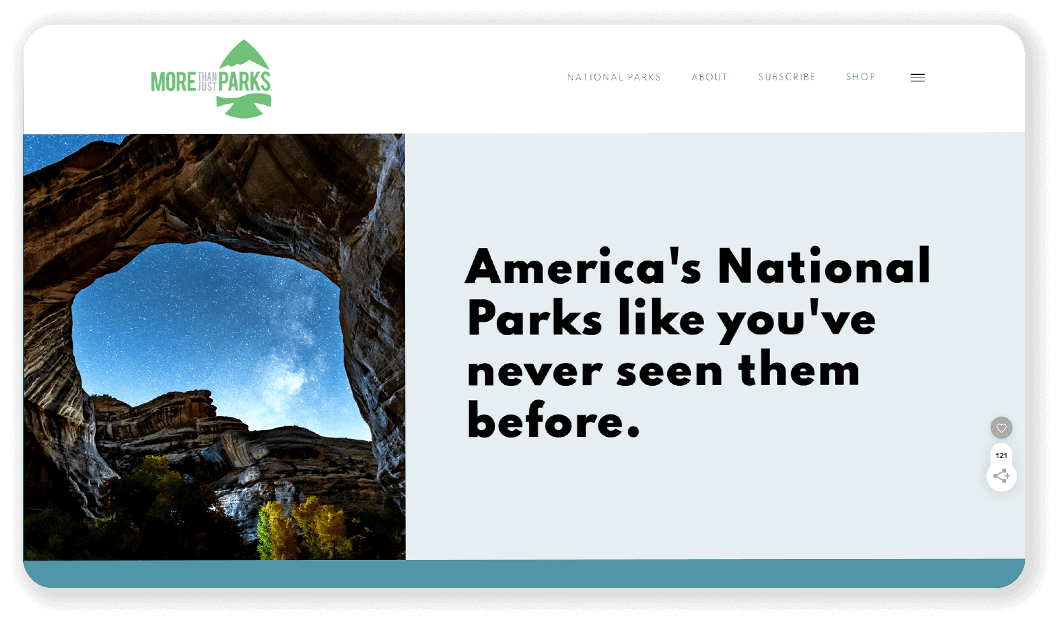 MORE THAN JUST PARKS
NATIONAL PARKS ABOUT SUBSCRIBE SHOP
America's National
Parks like you've
never seen them
before.
121